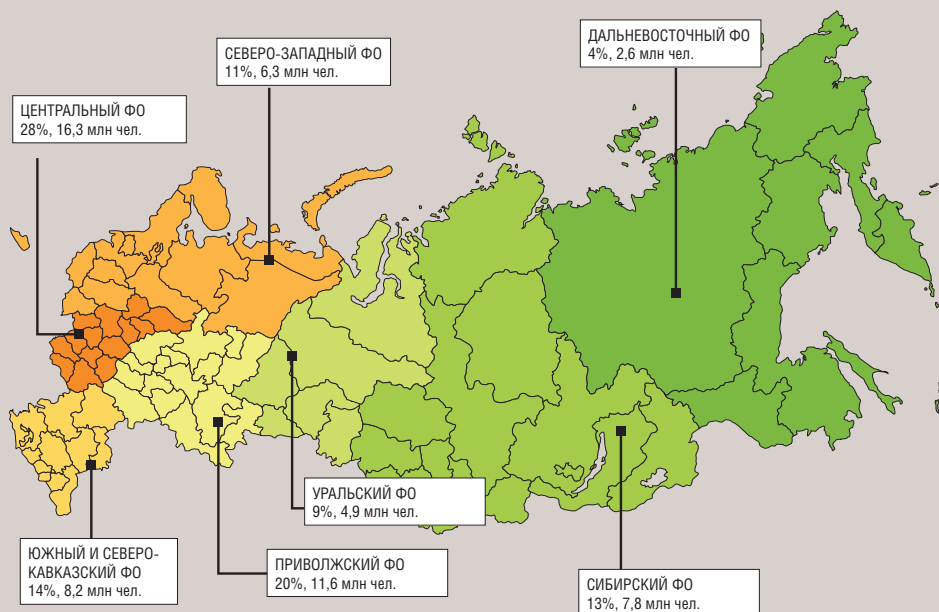 СЕВЕРО-ЗАПАДНЫЙ ФО
11%, 6,3 млн чел.
ДАЛЬНЕВОСТОЧНЫЙ ФО
4%, 2,6 млн чел.
ЦЕНТРАЛЬНЫЙ ФО
28%, 16,3 млн чел.
УРАЛЬСКИЙ ФО
9%, 4,9 млн чел.
ЮЖНЫЙ И СЕВЕРО-
КАВКАЗСКИЙ ФО
14%, 8,2 млн чел.
ПРИВОЛЖСКИЙ ФО
20%, 11,6 млн чел.
СИБИРСКИЙ ФО
13%, 7,8 млн чел.